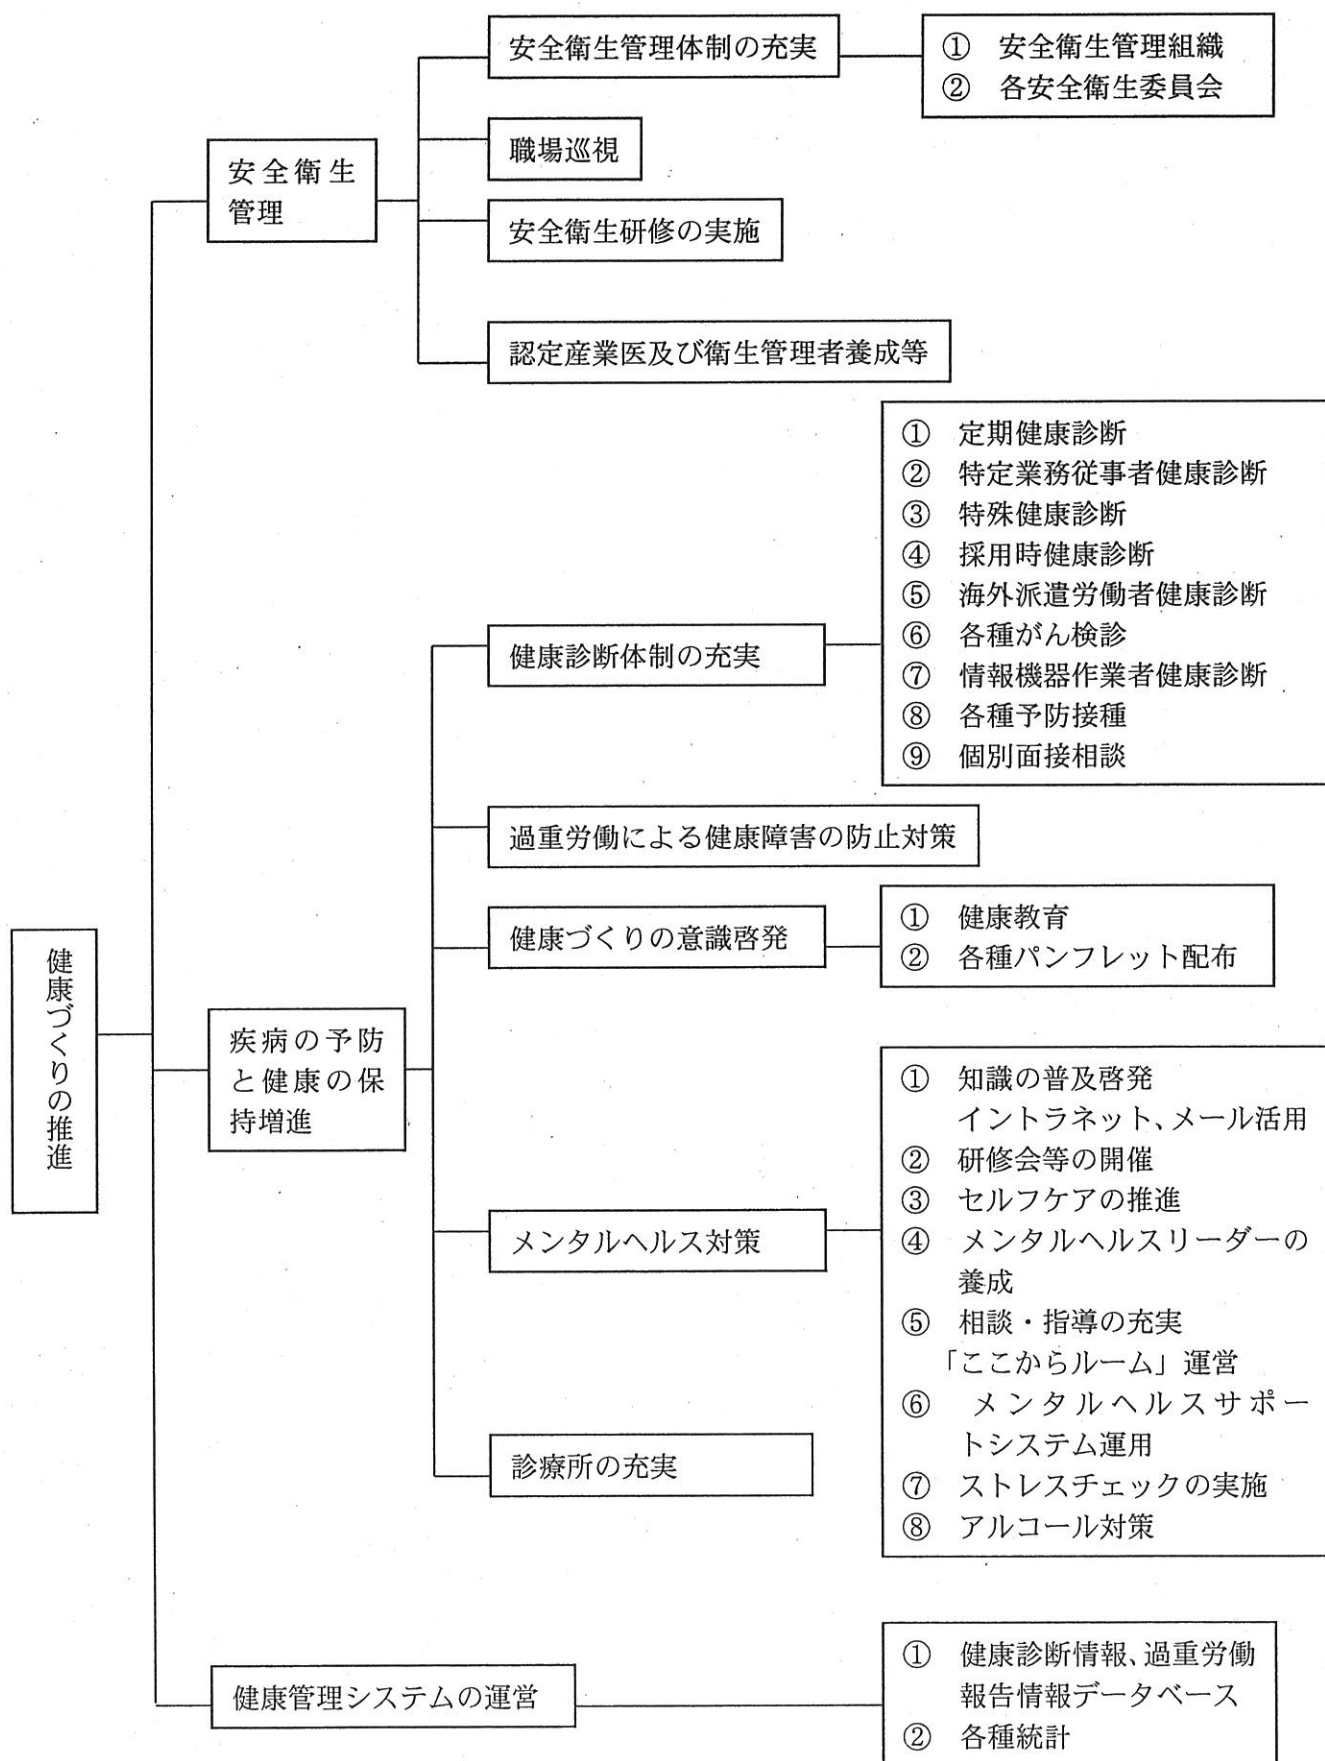 健康づくりの推進
安全衛生
管理
安全衛生管理体制の充実
① 安全衛生管理組織
② 各安全衛生委員会
職場巡視
安全衛生研修の実施
認定産業医及び衛生管理者養成等
疾病の予防
と健康の保
持増進
健康診断体制の充実
① 定期健康診断
② 特定業務従事者健康診断
③ 特殊健康診断
④ 採用時健康診断
⑤ 海外派遣労働者健康診断
⑥ 各種がん検診
⑦ 情報機器作業者健康診断
⑧ 各種予防接種
⑨ 個別面接相談
過重労働による健康障害の防止対策
健康づくりの意識啓発
① 健康教育
② 各種パンフレット配布
メンタルヘルス対策
① 知識の普及啓発
イントラネット、メール活用
② 研修会等の開催
③ セルフケアの推進
④ メンタルヘルスリーダーの
養成
⑤ 相談・指導の充実
「ここからルーム」運営
⑥ メンタルヘルスサポー
トシステム運用
⑦ ストレスチェックの実施
⑧ アルコール対策
診療所の充実
健康管理システムの運営
① 健康診断情報、過重労働
報告情報データベース
② 各種統計